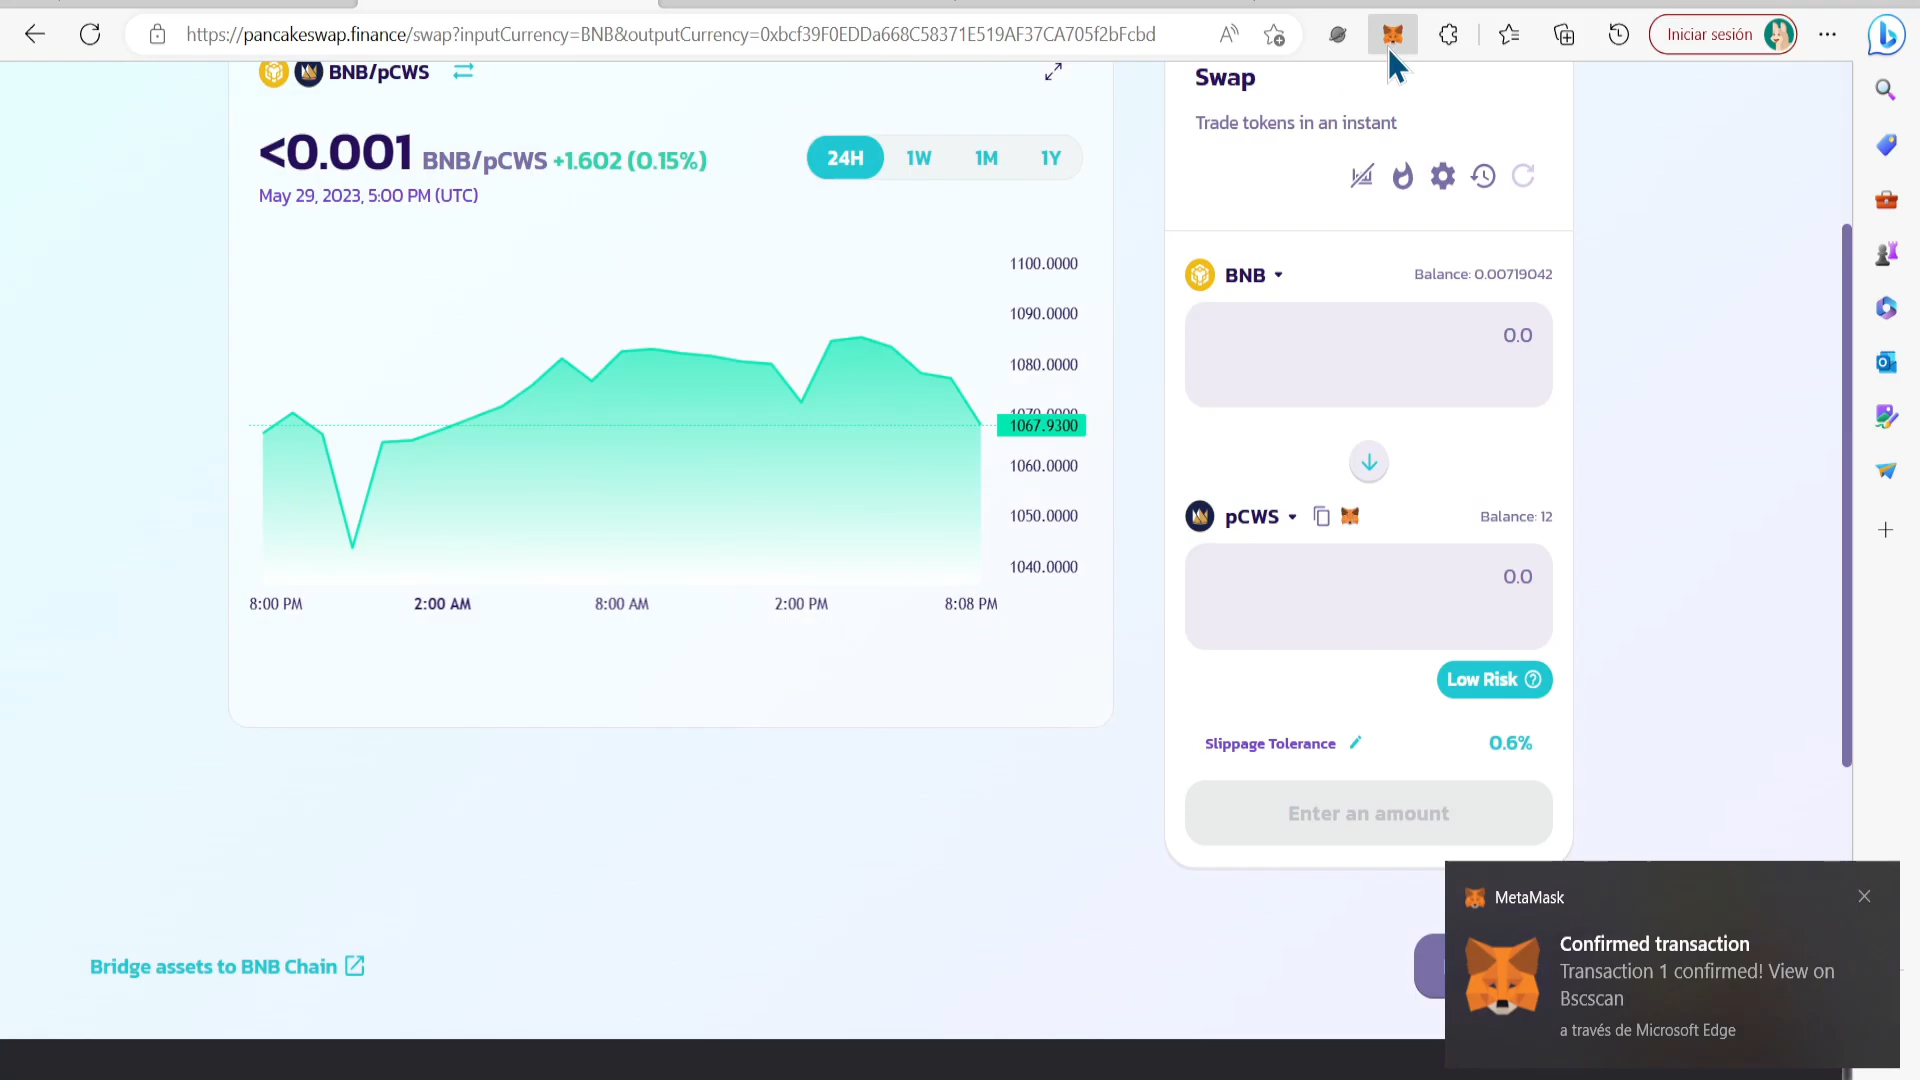 https://pancakeswap.finance/swap?inputCurrency=BNB&outputCurrency=0xbcf39F0EDDa668C58371E519AF37CA705f2bFcbd
Iniciar sesión
BNB/pCWS
<0.001 BNB/pCWS +1.602 (0.15%)
May 29, 2023, 5:00 PM (UTC)
24H 1W 1M 1Y
1100.0000
1090.0000
1080.0000
1070.0000
1067.9300
1060.0000
1050.0000
1040.0000
8:00 PM 2:00 AM 8:00 AM 2:00 PM 8:08 PM
Swap
Trade tokens in an instant
BNB Balance: 0.00719042
0.0
pCWS Balance: 12
0.0
Low Risk
Slippage Tolerance 0.6%
Enter an amount
Bridge assets to BNB Chain
MetaMask
Confirmed transaction
Transaction 1 confirmed! View on
Bscscan
a través de Microsoft Edge